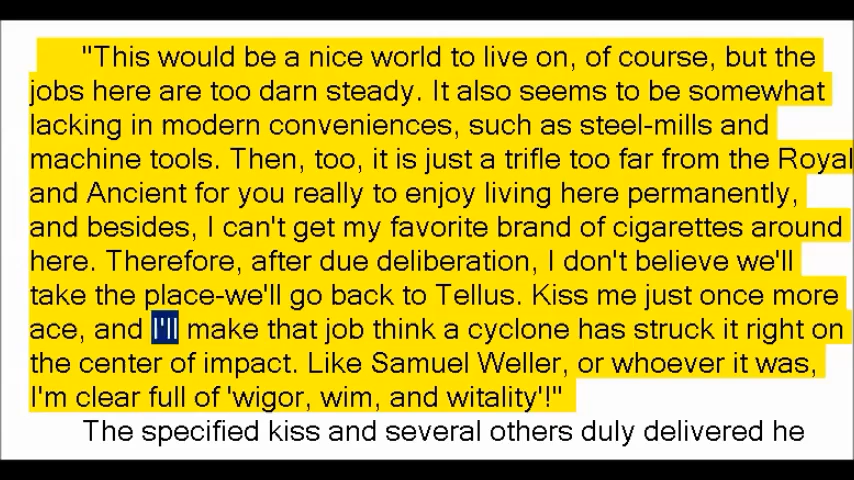 "This would be a nice world to live on, of course, but the
jobs here are too darn steady. It also seems to be somewhat
lacking in modern conveniences, such as steel-mills and
machine tools. Then, too, it is just a trifle too far from the Royal
and Ancient for you really to enjoy living here permanently,
and besides, I can't get my favorite brand of cigarettes around
here. Therefore, after due deliberation, I don't believe we'll
take the place-we'll go back to Tellus. Kiss me just once more
ace, and I'll make that job think a cyclone has struck it right on
the center of impact. Like Samuel Weller, or whoever it was,
I'm clear full of 'wigor, wim, and witality'!"
The specified kiss and several others duly delivered he